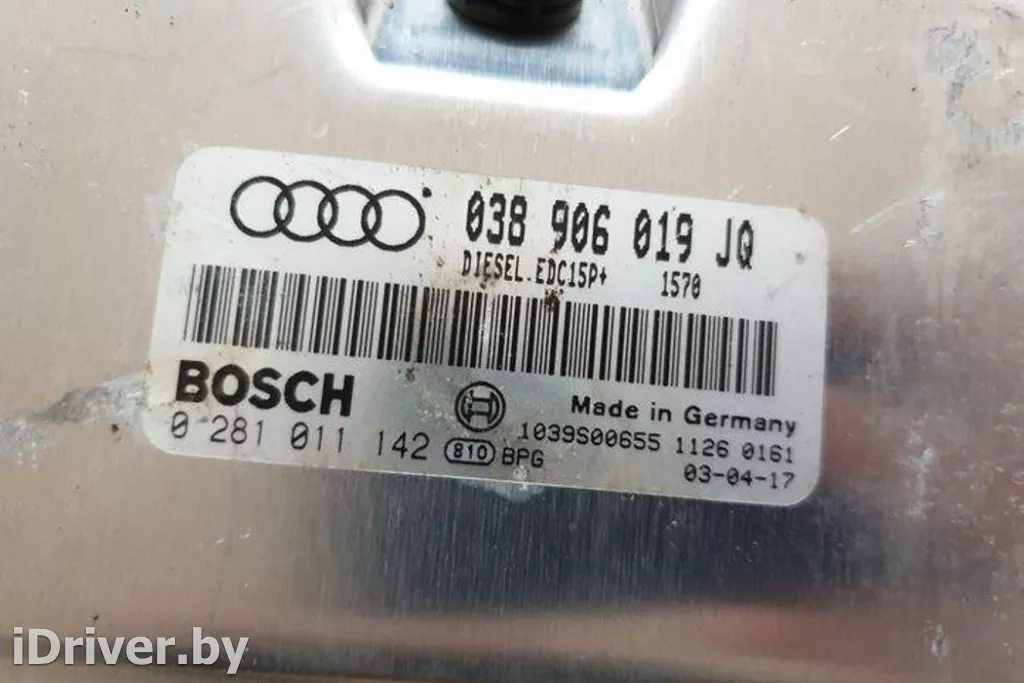 038 906 019 JQ
DIESEL.EDC15P+ 1570
BOSCH
Made in Germany
0 281 011 142 810 BPG
1039S00655 1126 0161
03-04-17
iDriver.by